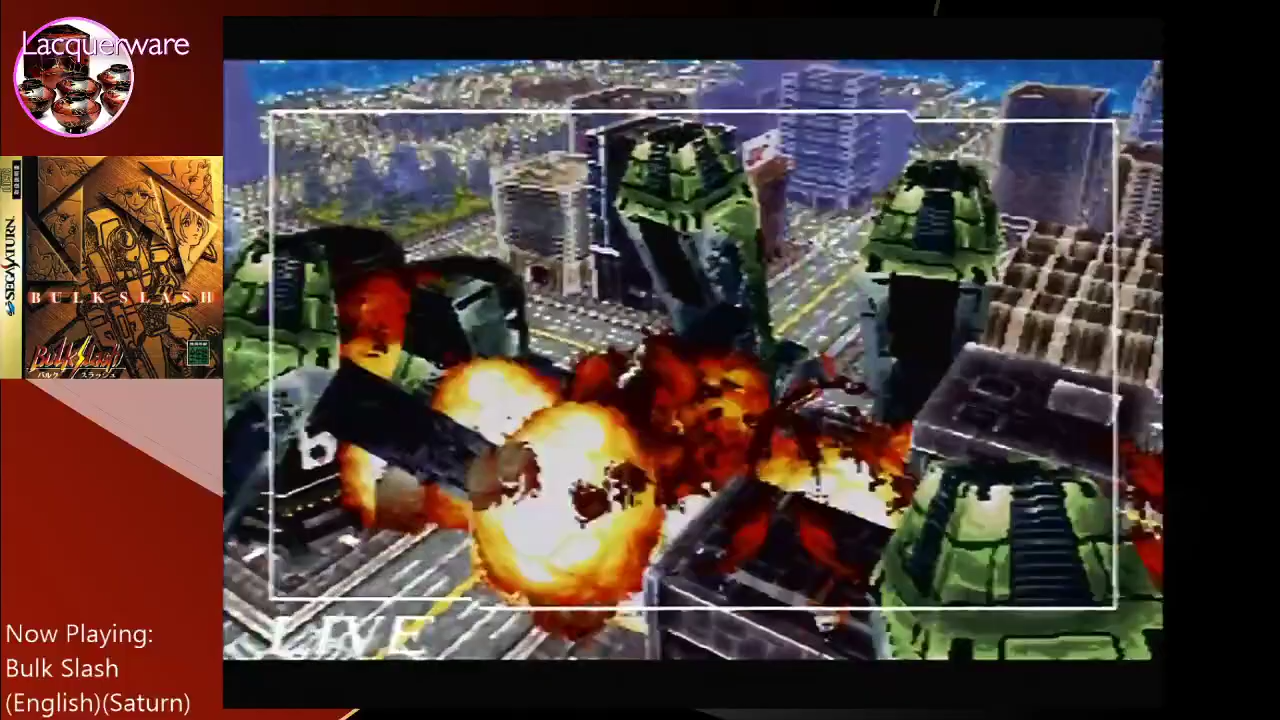 Lacquerware
SEGA SATURN
BULK SLASH
Bulk Slash
バルク スラッシュ
b
LIVE
Now Playing:
Bulk Slash
(English)(Saturn)